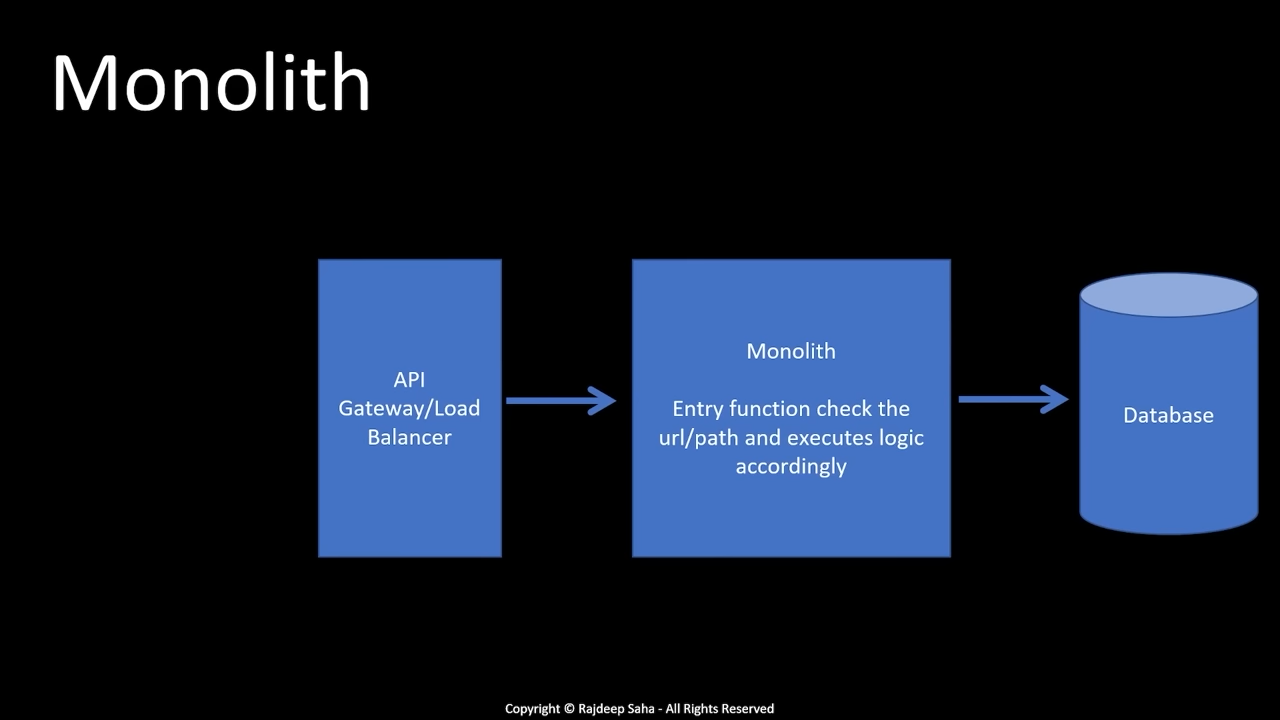 Monolith
API
Gateway/Load
Balancer
Monolith
Entry function check the
url/path and executes logic
accordingly
Database
Copyright © Rajdeep Saha - All Rights Reserved